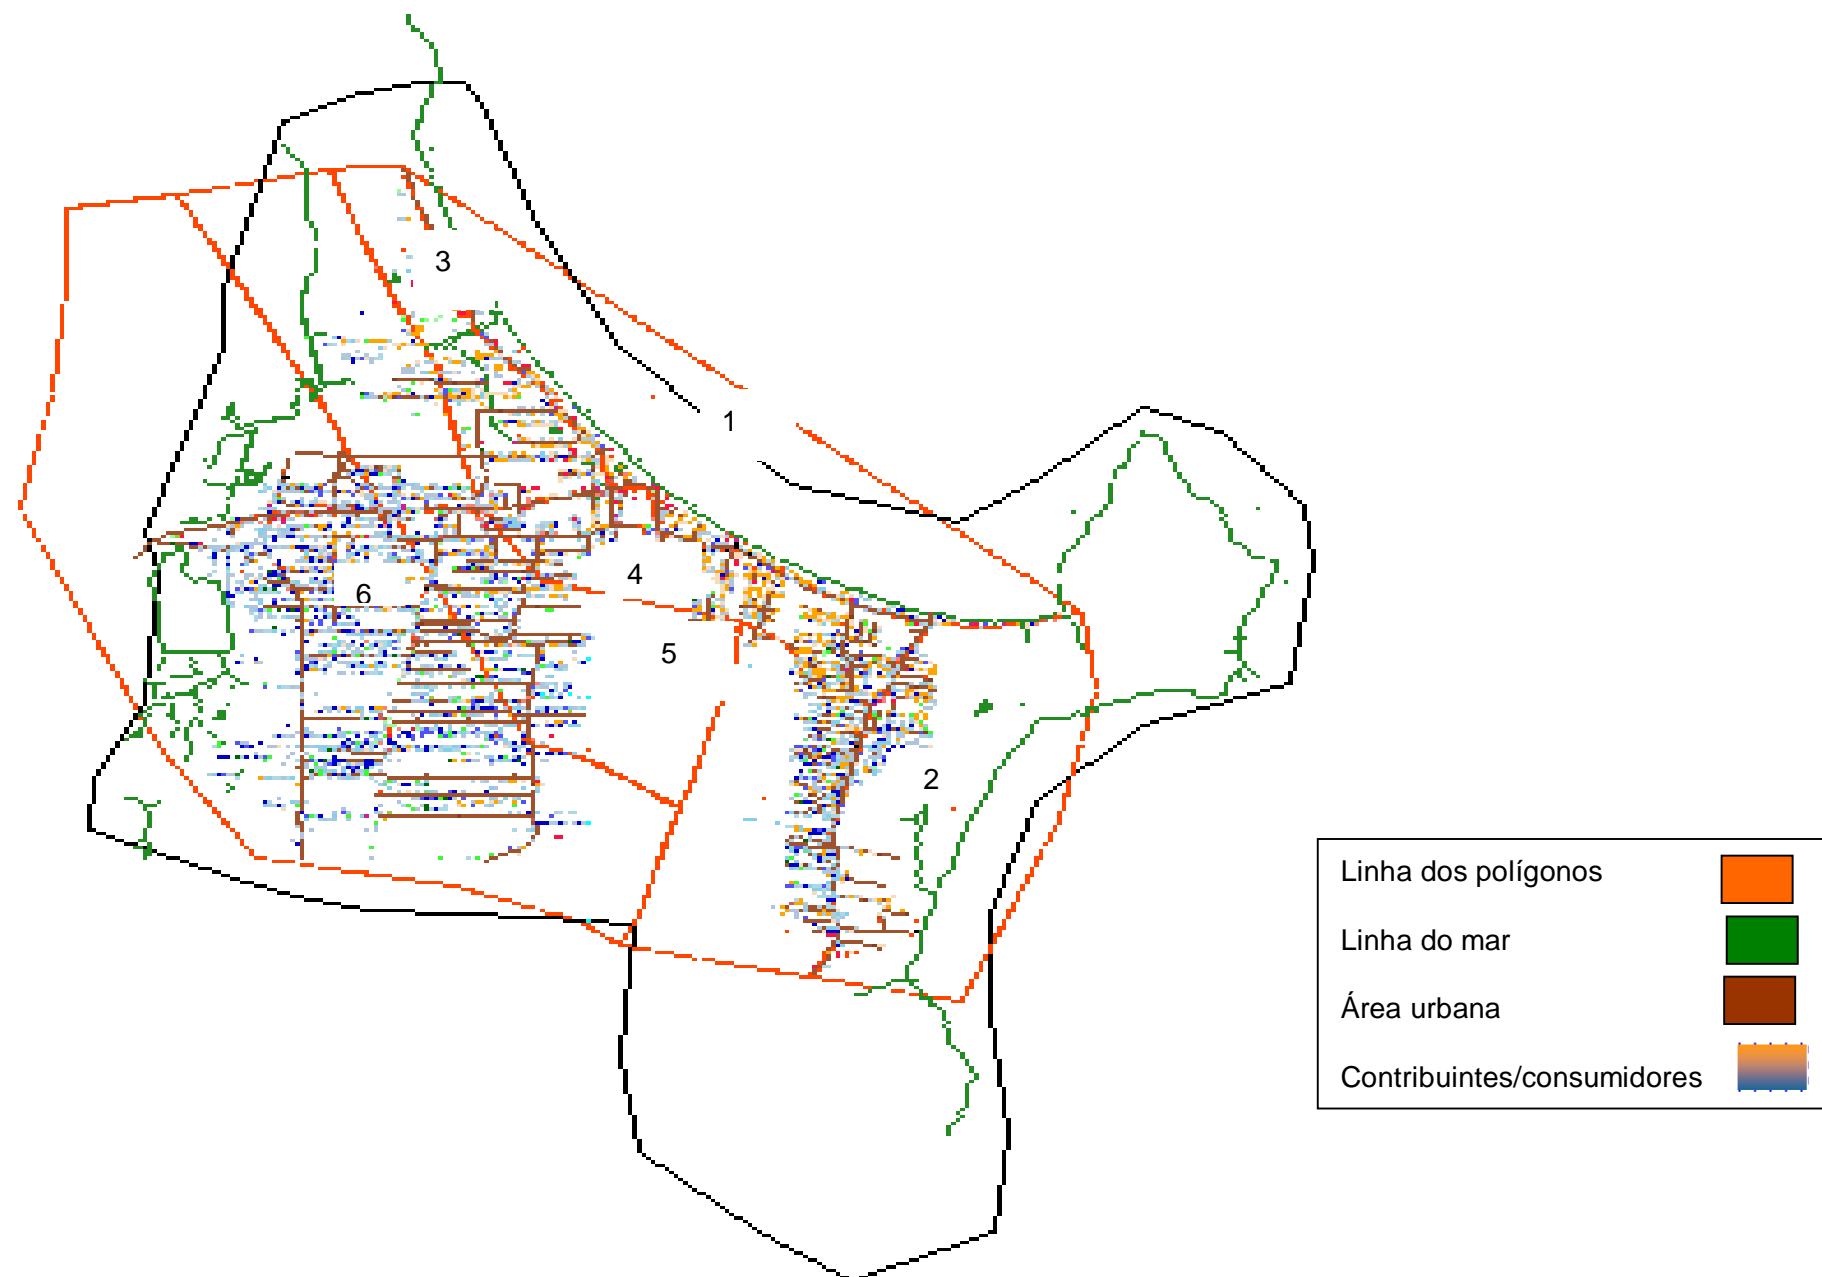 3
1
4
6
5
2
Linha dos polígonos
Linha do mar
Área urbana
Contribuintes/consumidores